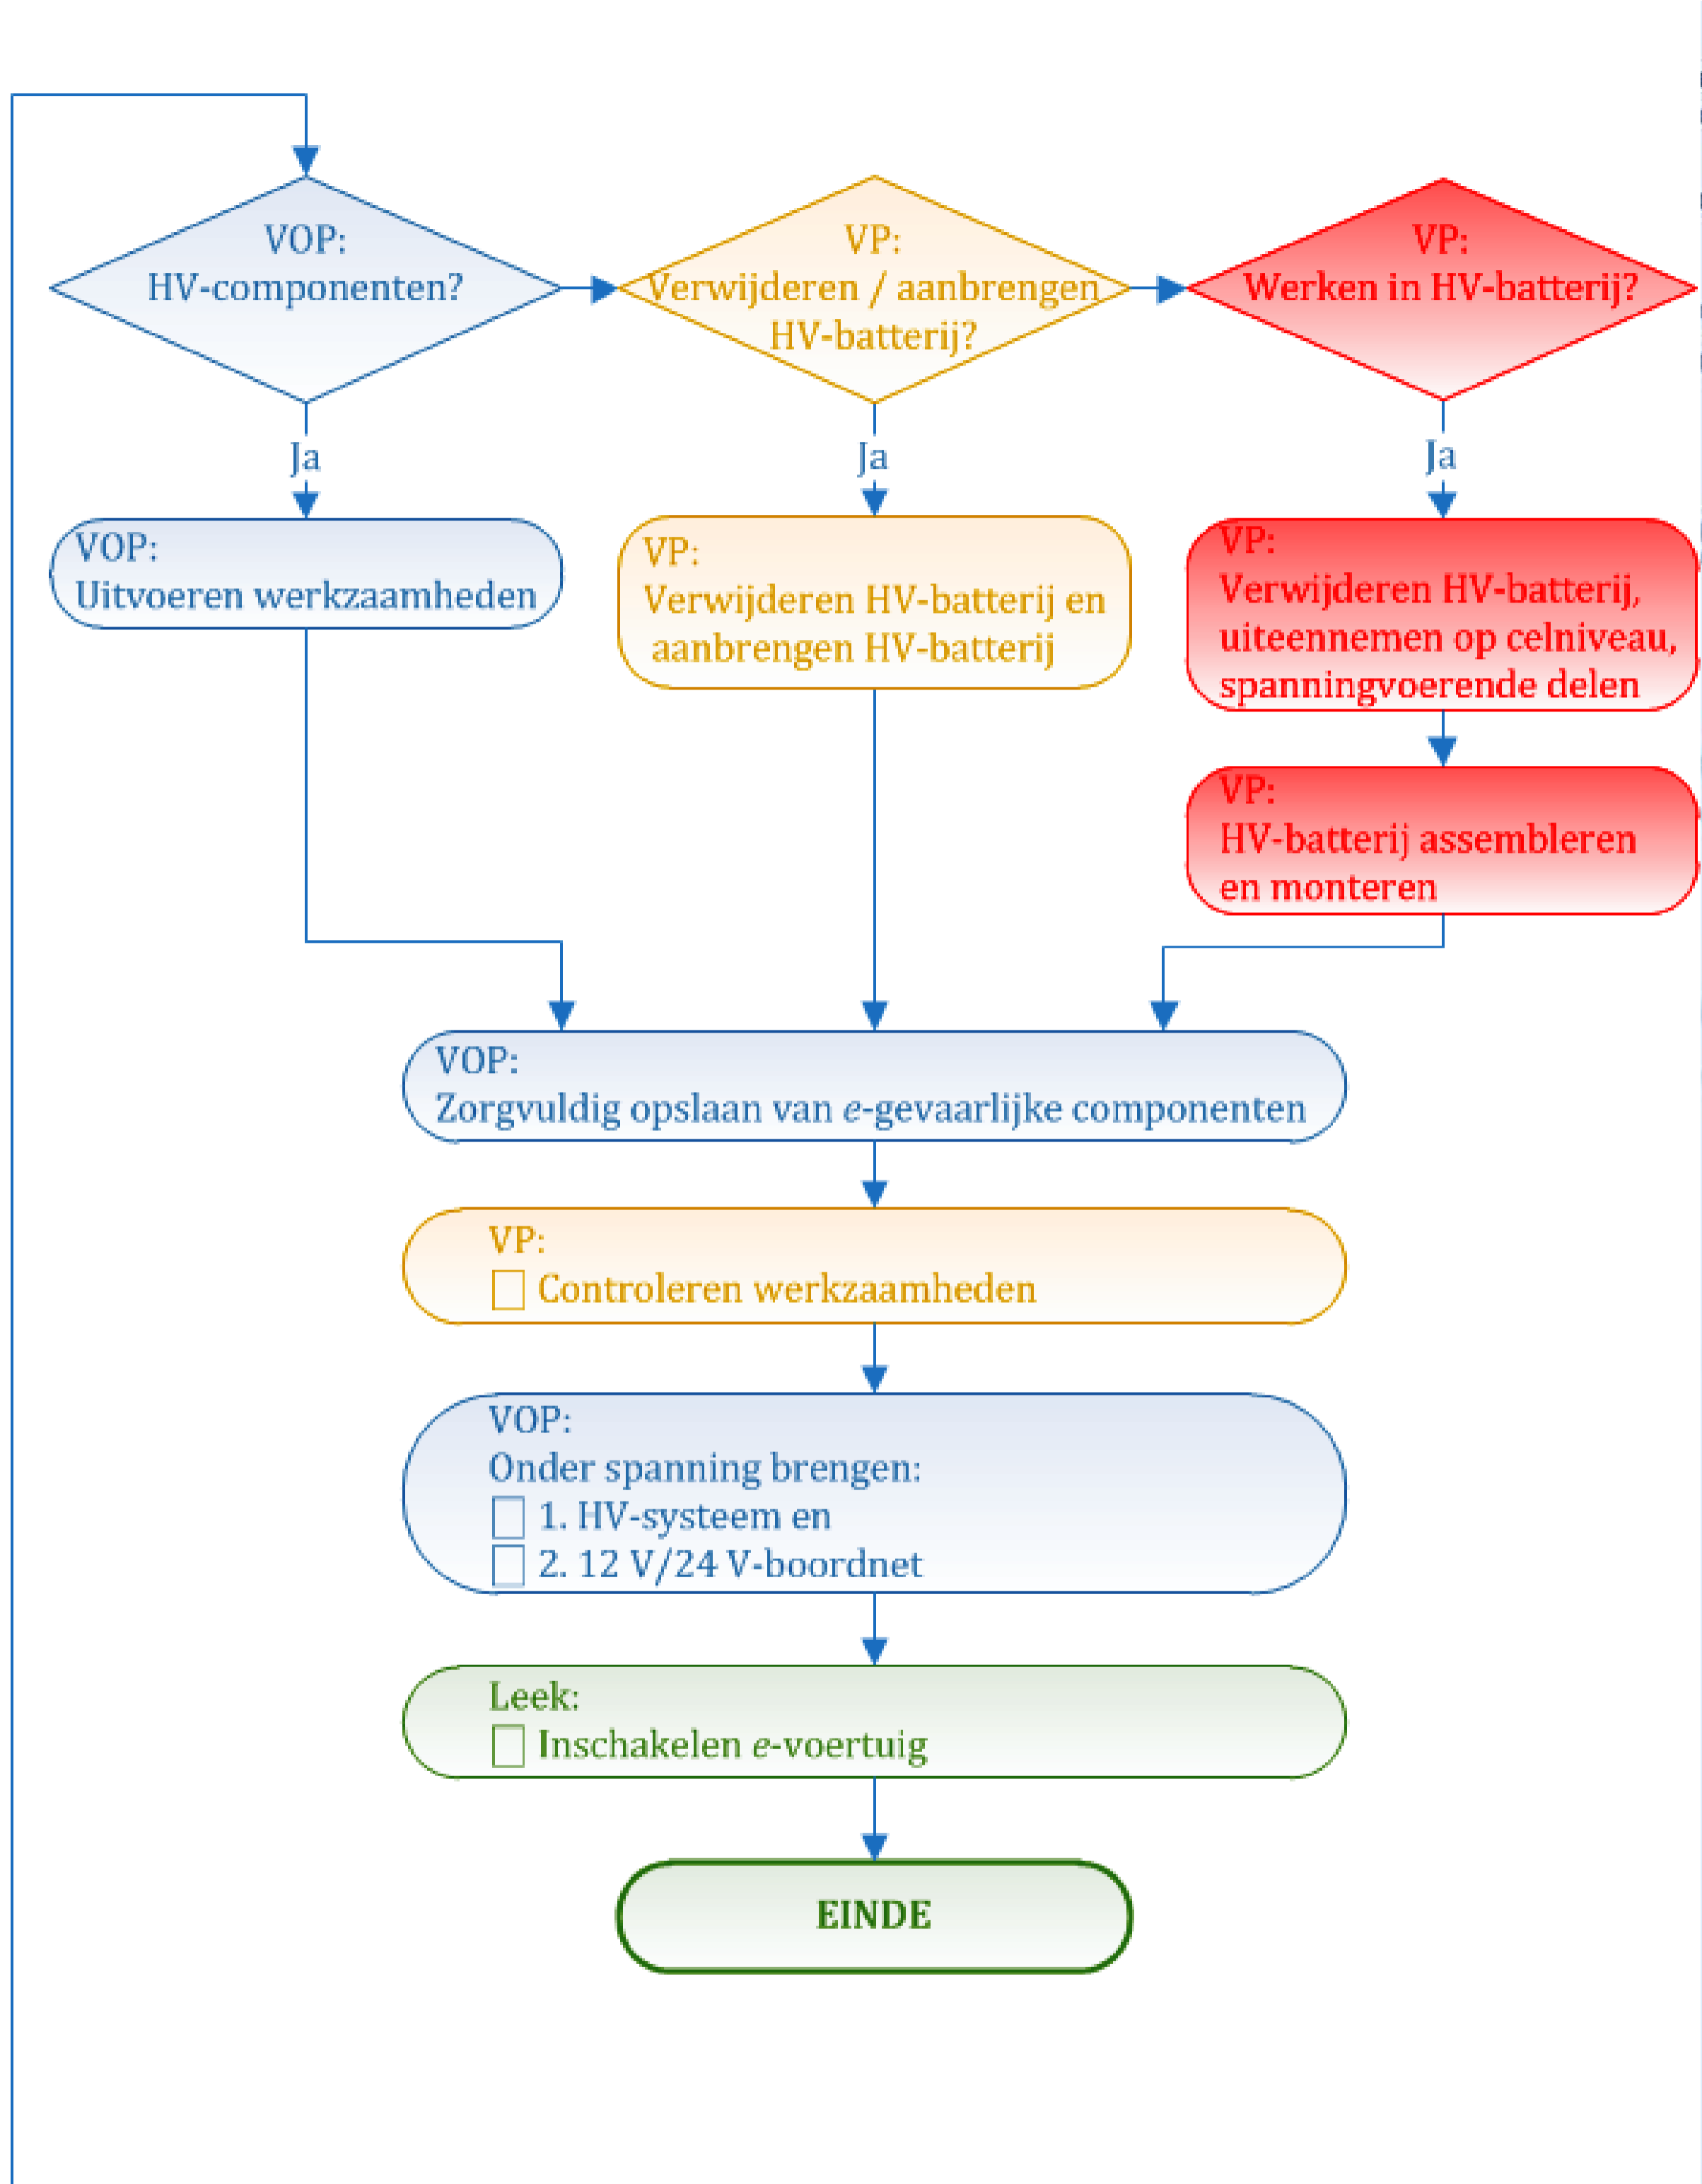 VOP:
HV-componenten?
VP:
Verwijderen / aanbrengen
HV-batterij?
VP:
Werken in HV-batterij?
Ja
Ja
Ja
VOP:
Uitvoeren werkzaamheden
VP:
Verwijderen HV-batterij en
aanbrengen HV-batterij
VP:
Verwijderen HV-batterij,
uiteennemen op celniveau,
spanningvoerende delen
VP:
HV-batterij assembleren
en monteren
VOP:
Zorgvuldig opslaan van e-gevaarlijke componenten
VP:
☐ Controleren werkzaamheden
VOP:
Onder spanning brengen:
☐ 1. HV-systeem en
☐ 2. 12 V/24 V-boordnet
Leek:
☐ Inschakelen e-voertuig
EINDE